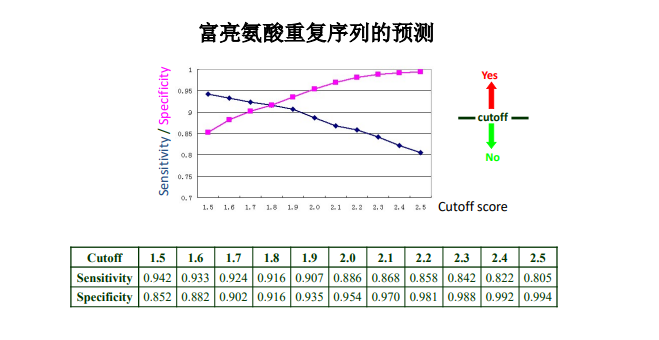 富亮氨酸重复序列的预测
Sensitivity / Specificity
1
0.95
9
0.85
0.8
0.75
0.7
1.5 1.6 1.7 1.8 1.9 2.0 2.1 2.2 2.3 2.4 2.5
Cutoff score
Yes
cutoff
No
Cutoff 1.5 1.6 1.7 1.8 1.9 2.0 2.1 2.2 2.3 2.4 2.5
Sensitivity 0.942 0.933 0.924 0.916 0.907 0.886 0.868 0.858 0.842 0.822 0.805
Specificity 0.852 0.882 0.902 0.916 0.935 0.954 0.970 0.981 0.988 0.992 0.994